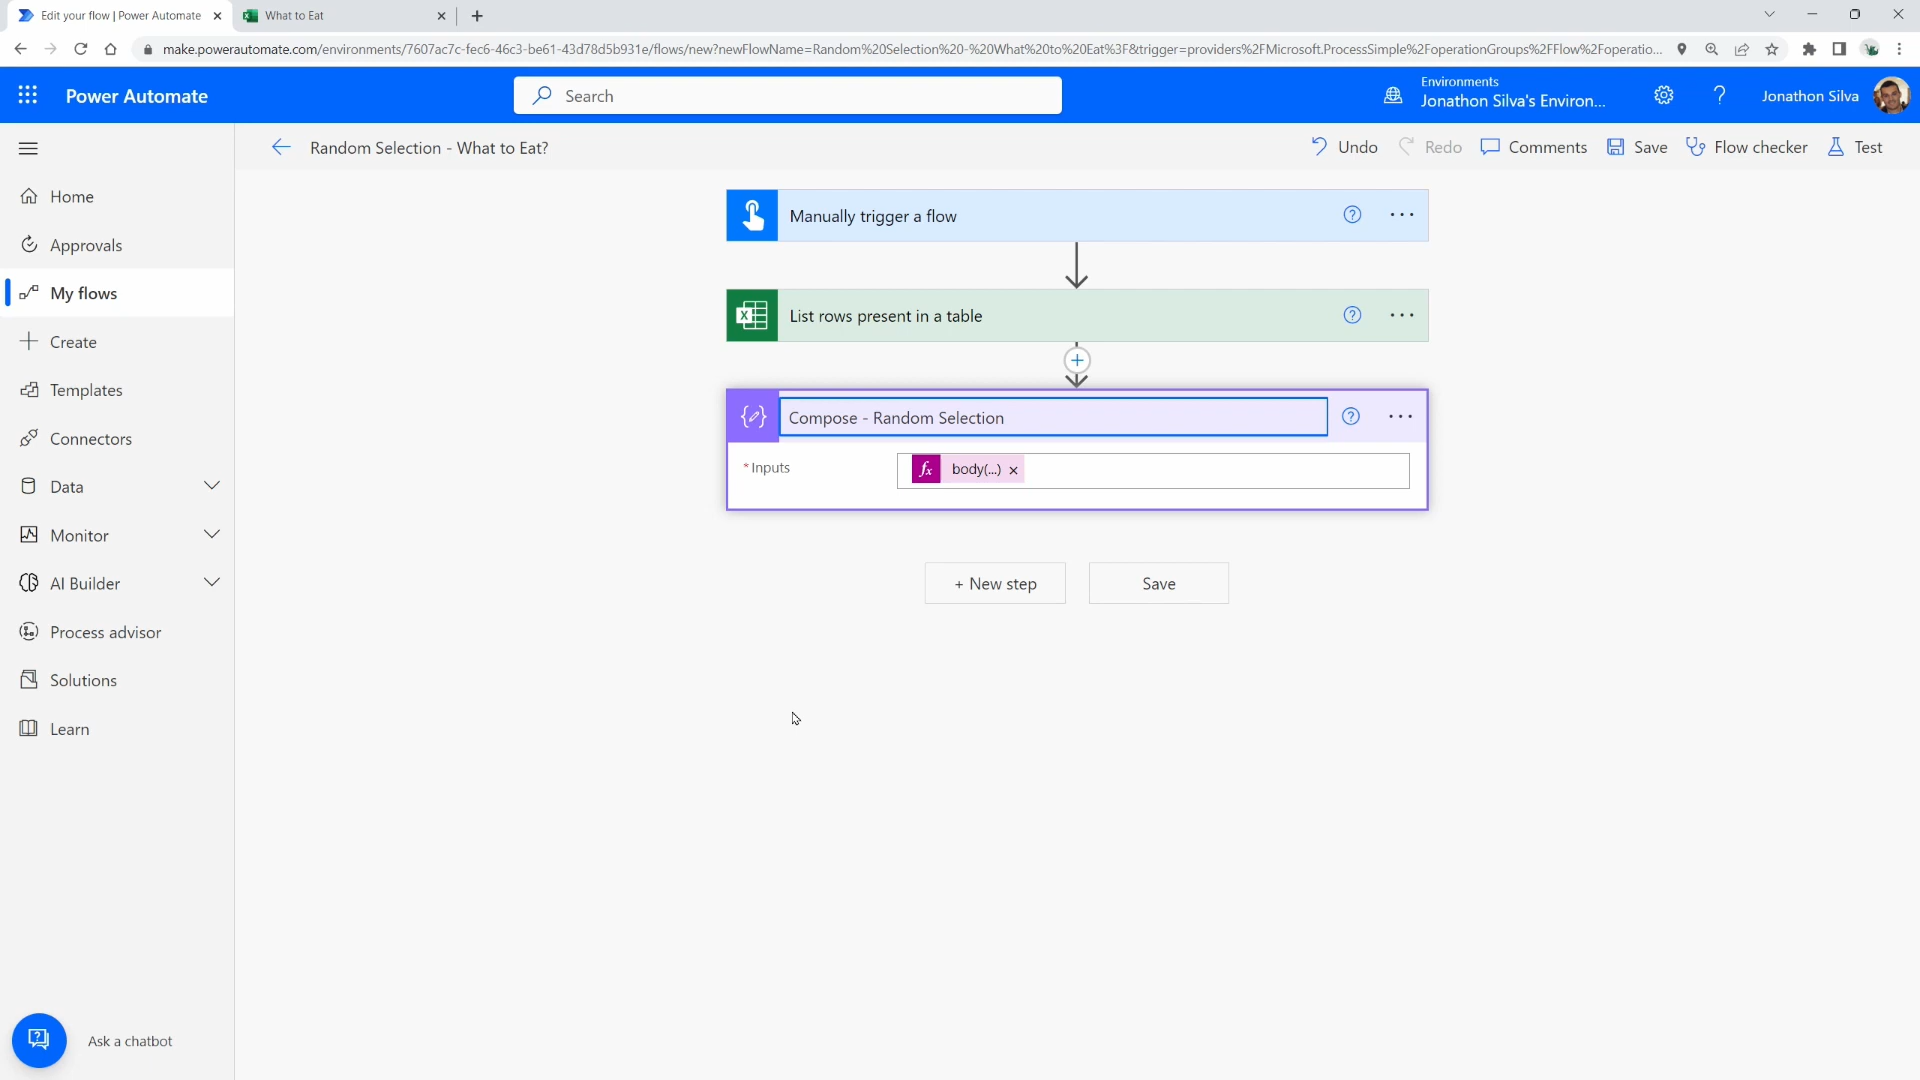 Edit your flow | Power Automate
What to Eat
make.powerautomate.com/environments/7607ac7c-fec6-46c3-be61-43d78d5b931e/flows/new?newFlowName=Random%20Selection%20-%20What%20to%20Eat%3F&trigger=providers%2FMicrosoft.ProcessSimple%2FoperationGroups%2FFlow%2Foperatio...
Power Automate
Search
Environments
Jonathon Silva's Environ...
?
Jonathon Silva
Random Selection - What to Eat?
Undo
Redo
Comments
Save
Flow checker
Test
Home
Approvals
My flows
Create
Templates
Connectors
Data
Monitor
AI Builder
Process advisor
Solutions
Learn
Ask a chatbot
Manually trigger a flow
List rows present in a table
Compose - Random Selection
* Inputs
fx body(...) ×
+ New step
Save